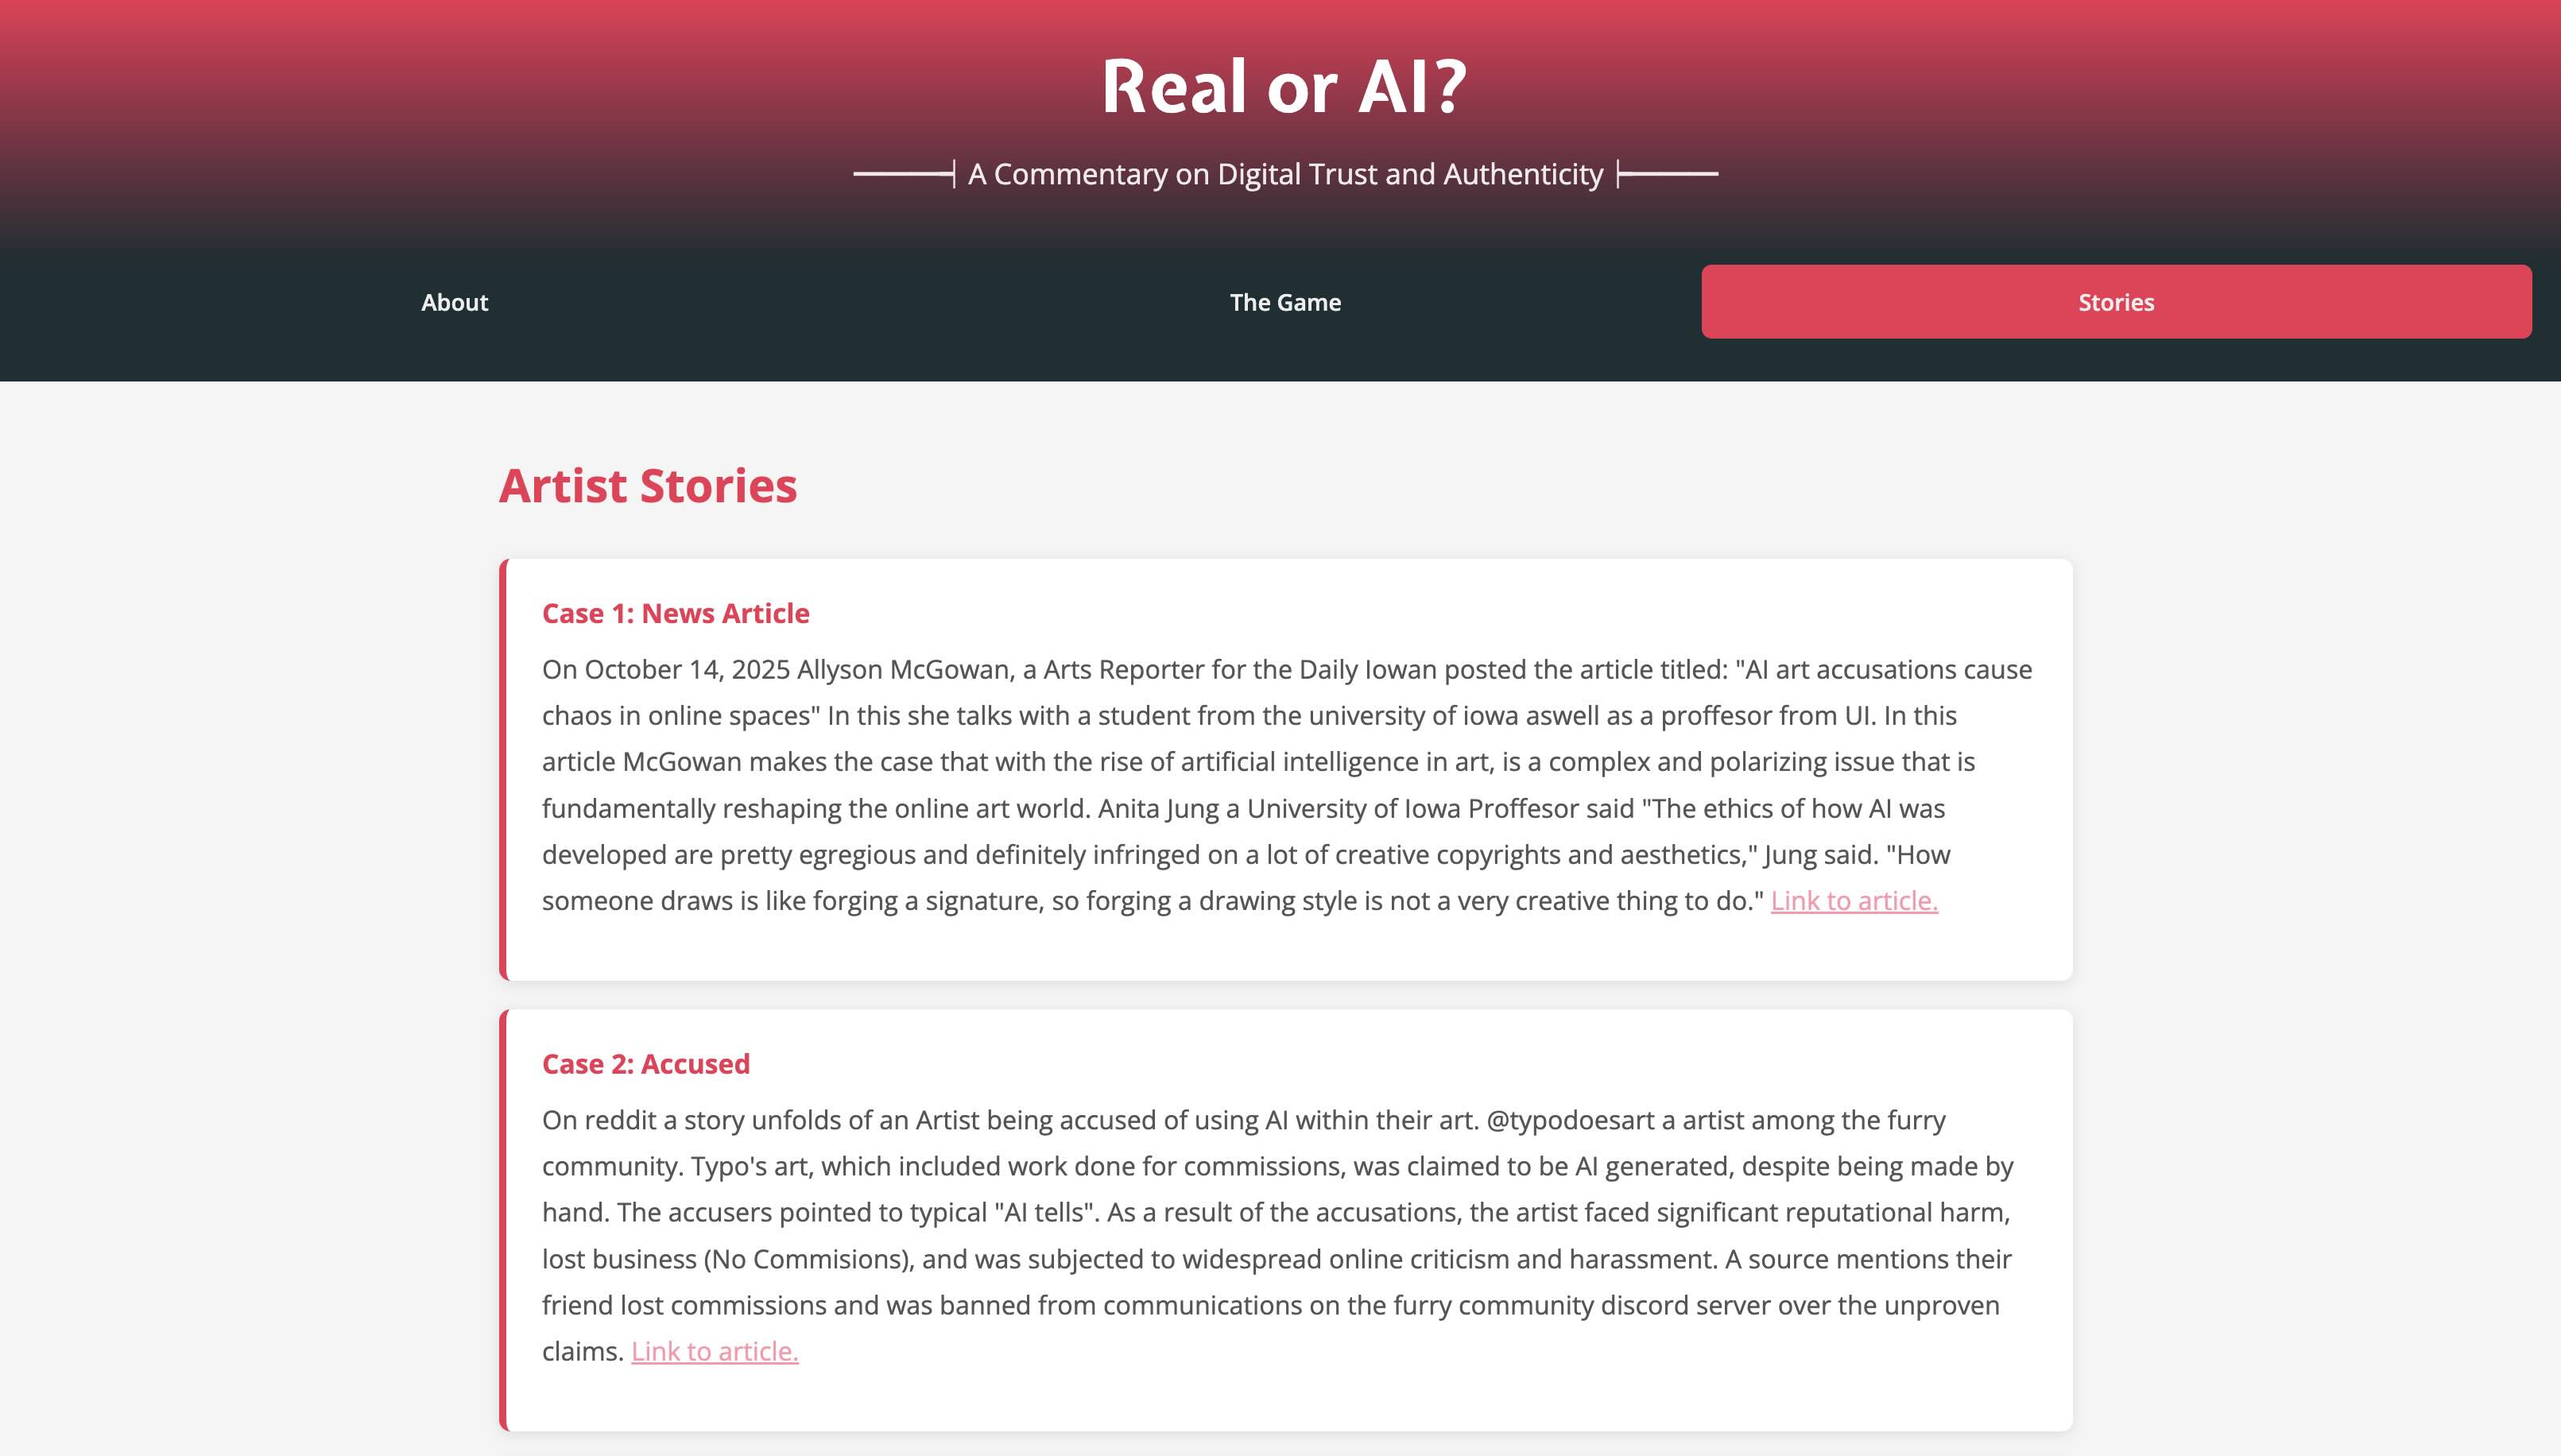 Real or AI?
A Commentary on Digital Trust and Authenticity
About
The Game
Stories
Artist Stories
Case 1: News Article
On October 14, 2025 Allyson McGowan, a Arts Reporter for the Daily Iowan posted the article titled: "AI art accusations cause
chaos in online spaces" In this she talks with a student from the university of iowa aswell as a proffesor from UI. In this
article McGowan makes the case that with the rise of artificial intelligence in art, is a complex and polarizing issue that is
fundamentally reshaping the online art world. Anita Jung a University of Iowa Proffesor said "The ethics of how AI was
developed are pretty egregious and definitely infringed on a lot of creative copyrights and aesthetics," Jung said. "How
someone draws is like forging a signature, so forging a drawing style is not a very creative thing to do." Link to article.
Case 2: Accused
On reddit a story unfolds of an Artist being accused of using AI within their art. @typodoesart a artist among the furry
community. Typo's art, which included work done for commissions, was claimed to be AI generated, despite being made by
hand. The accusers pointed to typical "AI tells". As a result of the accusations, the artist faced significant reputational harm,
lost business (No Commisions), and was subjected to widespread online criticism and harassment. A source mentions their
friend lost commissions and was banned from communications on the furry community discord server over the unproven
claims. Link to article.